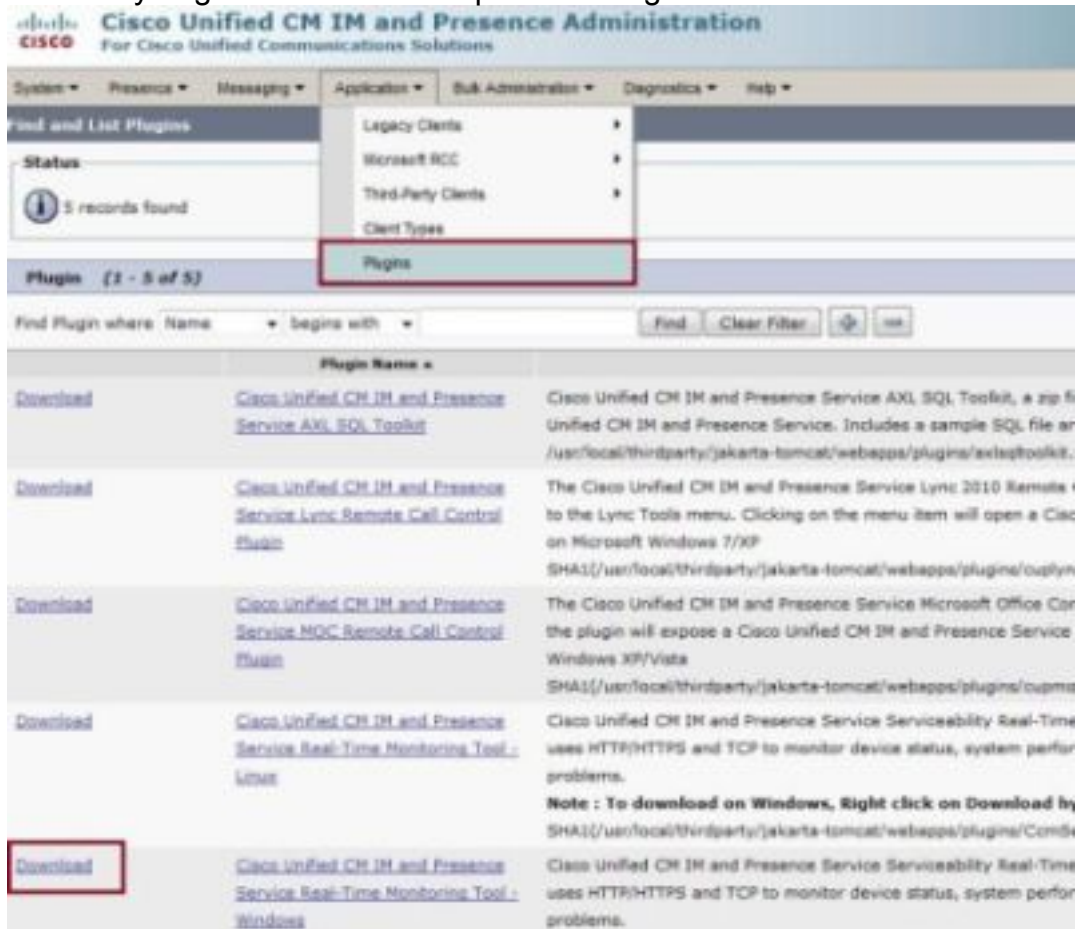 Cisco Unified CM IM and Presence Administration
CISCO For Cisco Unified Communications Solutions
System Presence Messaging Application Bulk Administration Diagnostics Help
Find and List Plugins
Legacy Clients
Status
Microsoft RCC
5 records found
Third-Party Clients
Client Types
Plugins
Plugin (1 - 5 of 5)
Find Plugin where Name begins with Find Clear Filter
Plugin Name
Download Cisco Unified CM IM and Presence Cisco Unified CM IM and Presence Service AXL SQL Toolkit, a zip
Service AXL SQL Toolkit Unified CM IM and Presence Service. Includes a sample SQL file
/usr/local/thirdparty/jakarta-tomcat/webapps/plugins/axlsqltoolkit.
Download Cisco Unified CM IM and Presence The Cisco Unified CM IM and Presence Service Lync 2010 Remote
Service Lync Remote Call Control to the Lync Tools menu. Clicking on the menu item will open a
Plugin on Microsoft Windows 7/XP
SHA1(/usr/local/thirdparty/jakarta-tomcat/webapps/plugins/cuplyn
Download Cisco Unified CM IM and Presence The Cisco Unified CM IM and Presence Service Microsoft Office
Service MOC Remote Call Control the plugin will expose a Cisco Unified CM IM and Presence Service
Plugin Windows XP/Vista
SHA1(/usr/local/thirdparty/jakarta-tomcat/webapps/plugins/cupmo
Download Cisco Unified CM IM and Presence Cisco Unified CM IM and Presence Service Serviceability Real-Time
Service Real-Time Monitoring Tool - uses HTTP/HTTPS and TCP to monitor device status, system
Linux problems.
Note : To download on Windows, Right click on Download
SHA1(/usr/local/thirdparty/jakarta-tomcat/webapps/plugins/CcmSe
Download Cisco Unified CM IM and Presence Cisco Unified CM IM and Presence Service Serviceability Real-Time
Service Real-Time Monitoring Tool - uses HTTP/HTTPS and TCP to monitor device status, system
Windows problems.